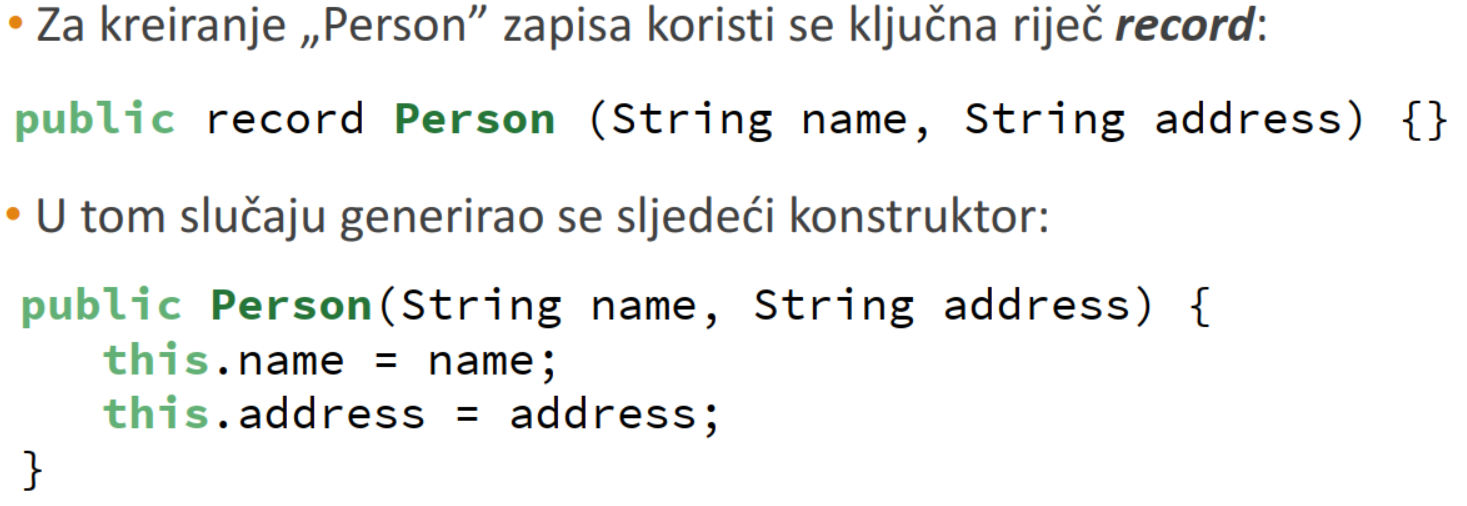 • Za kreiranje „Person” zapisa koristi se ključna riječ record:
public record Person (String name, String address) {}
• U tom slučaju generirao se sljedeći konstruktor:
public Person(String name, String address) {
    this.name = name;
    this.address = address;
}